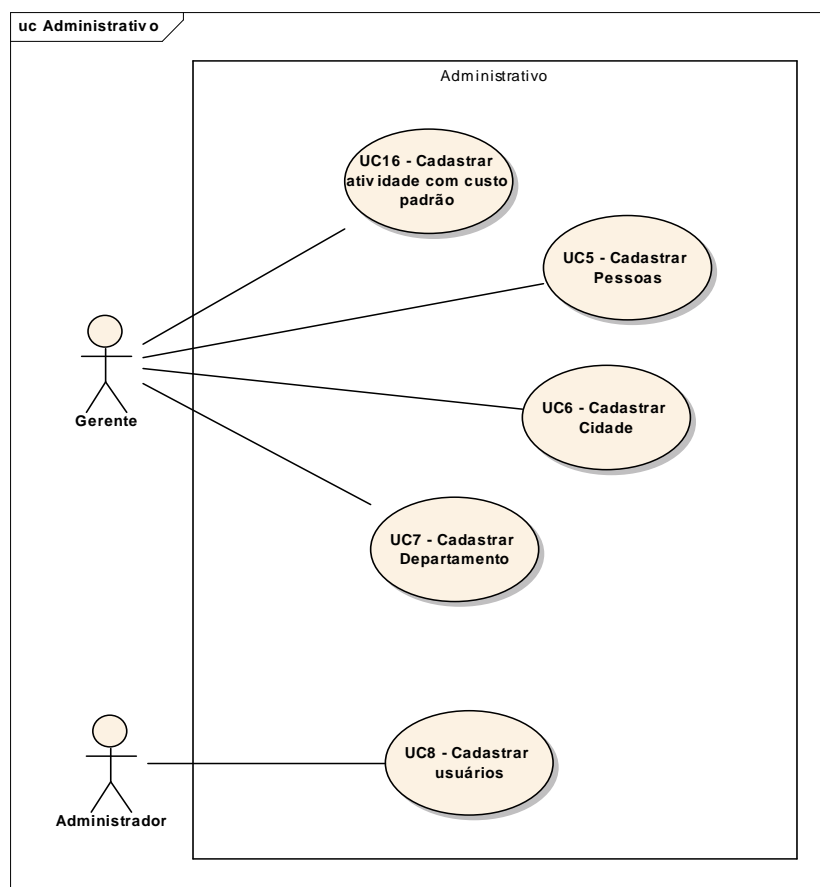 uc Administrativo
Administrativo
UC16 - Cadastrar
atividade com custo
padrão
UC5 - Cadastrar
Pessoas
UC6 - Cadastrar
Cidade
Gerente
UC7 - Cadastrar
Departamento
UC8 - Cadastrar
usuários
Administrador